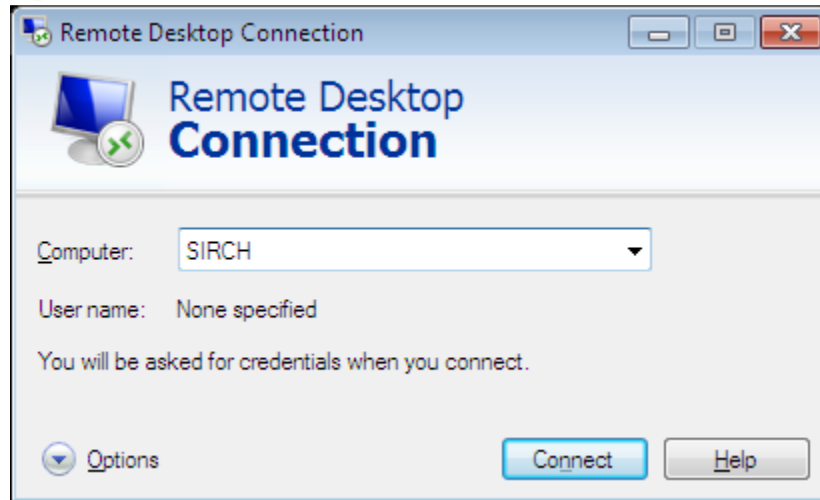 Remote Desktop Connection
Remote Desktop
Connection
Computer: SIRCH
User name: None specified
You will be asked for credentials when you connect.
Options Connect Help